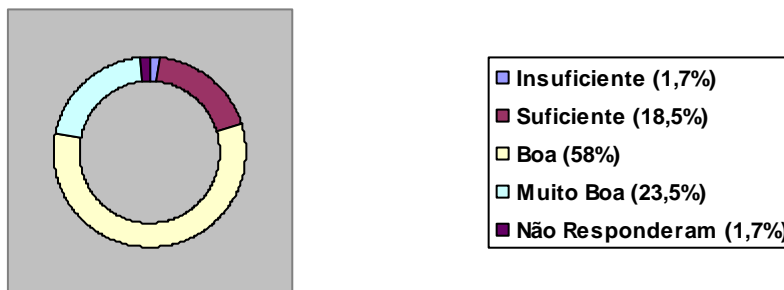 Insuficiente (1,7%)
Suficiente (18,5%)
Boa (58%)
Muito Boa (23,5%)
Não Responderam (1,7%)